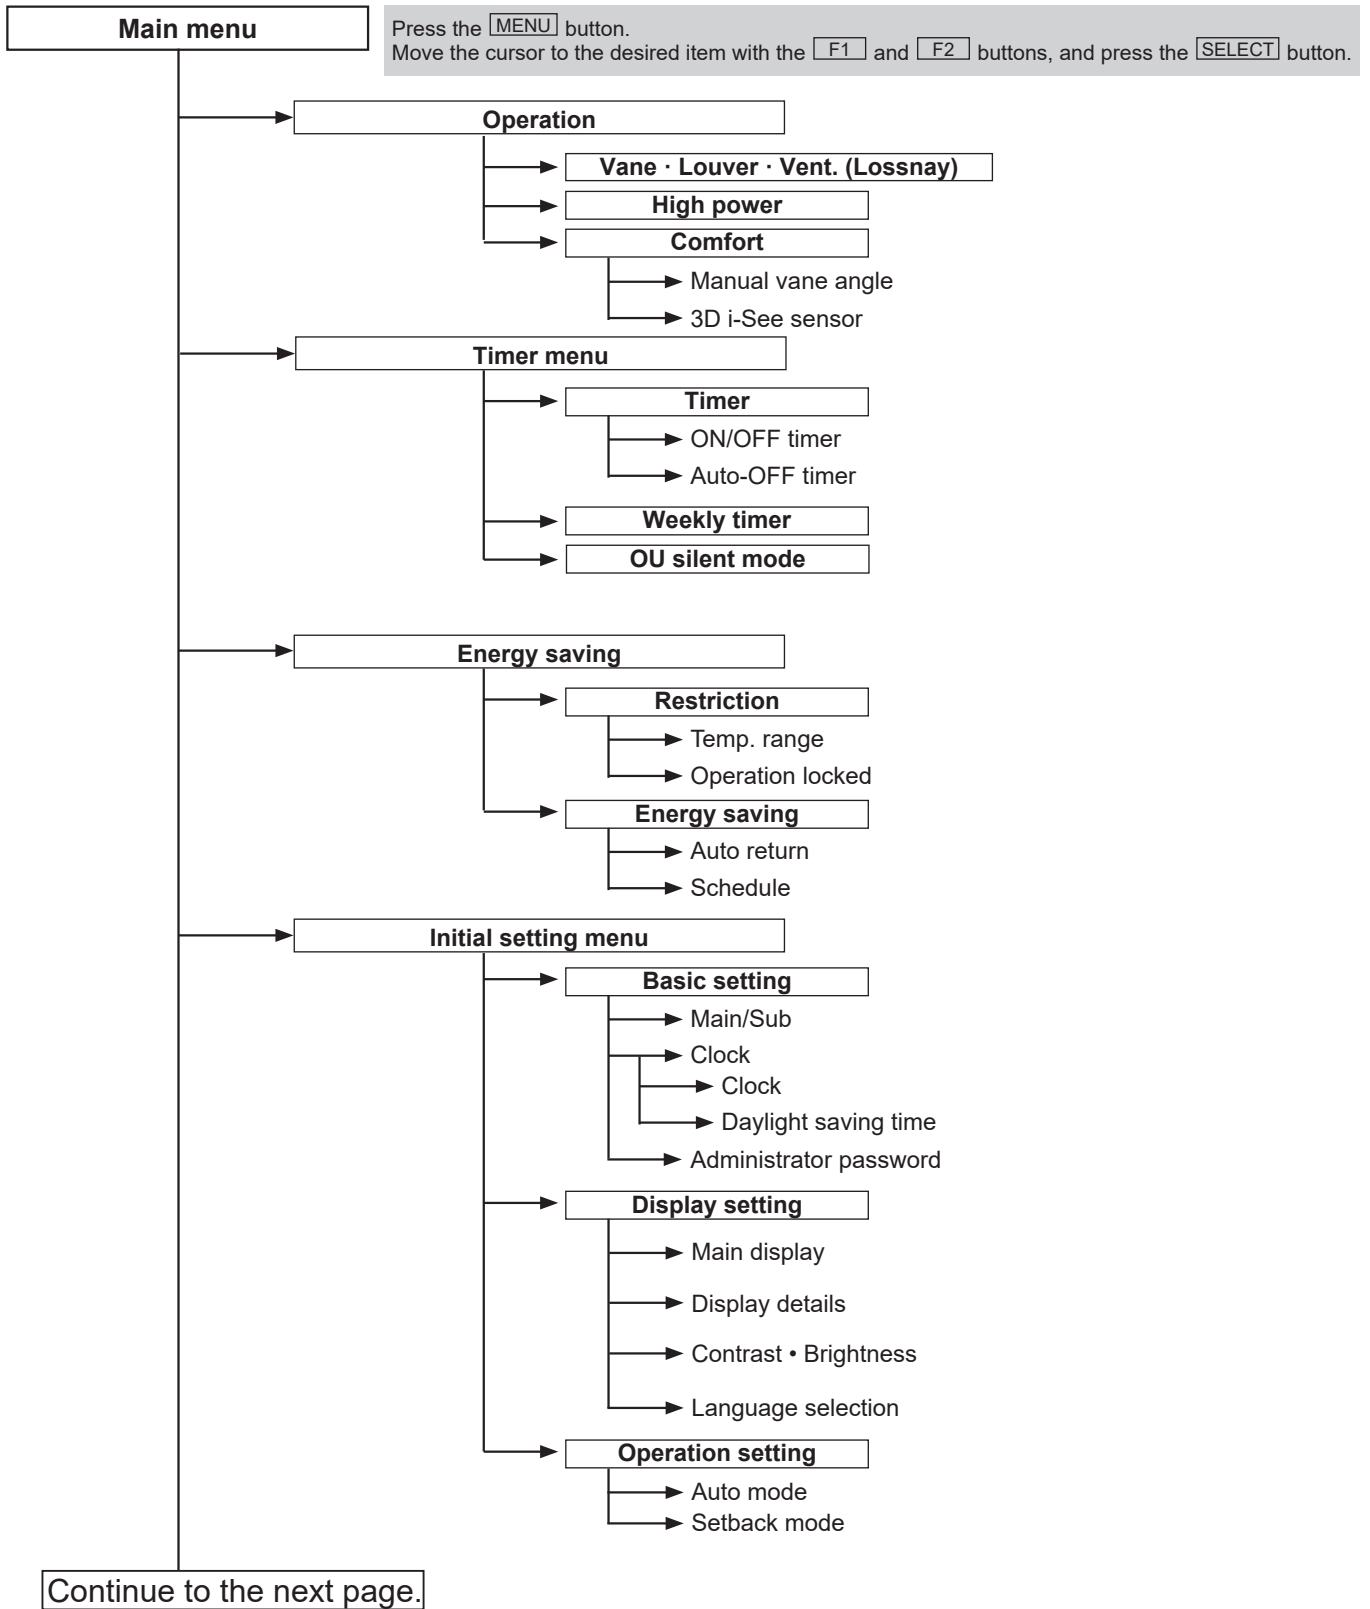 Main menu
Press the MENU button.
Move the cursor to the desired item with the F1 and F2 buttons, and press the SELECT button.
Operation
Vane · Louver · Vent. (Lossnay)
High power
Comfort
Manual vane angle
3D i-See sensor
Timer menu
Timer
ON/OFF timer
Auto-OFF timer
Weekly timer
OU silent mode
Energy saving
Restriction
Temp. range
Operation locked
Energy saving
Auto return
Schedule
Initial setting menu
Basic setting
Main/Sub
Clock
Clock
Daylight saving time
Administrator password
Display setting
Main display
Display details
Contrast • Brightness
Language selection
Operation setting
Auto mode
Setback mode
Continue to the next page.